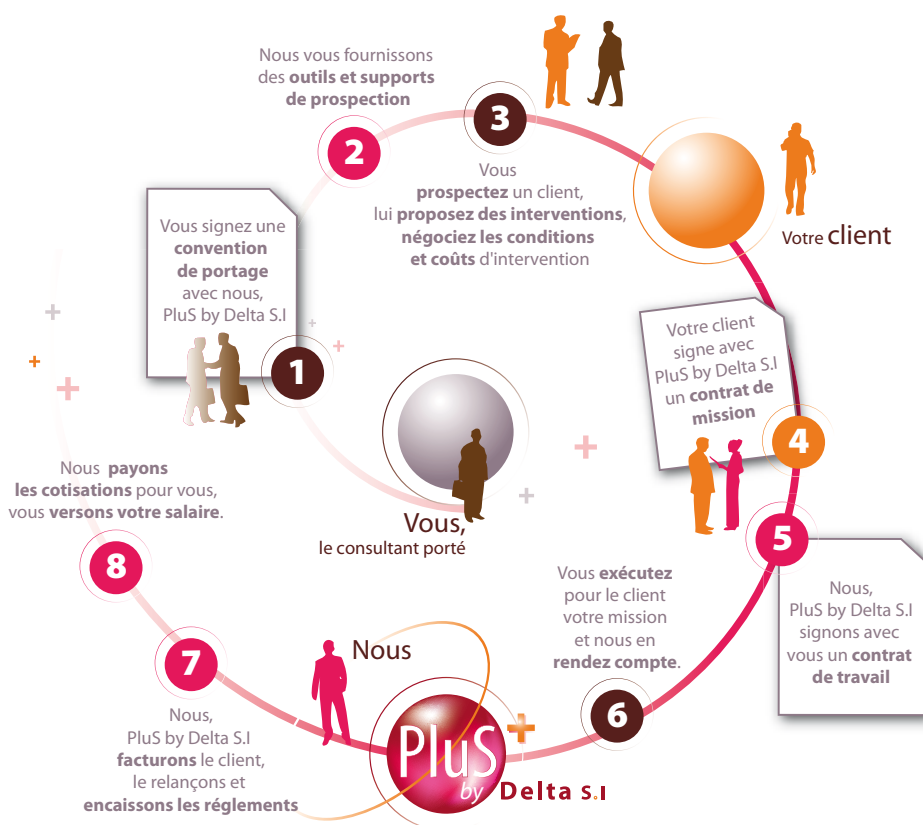 Vous signez une
convention
de portage
avec nous,
PluS by Delta S.I
1
Nous vous fournissons
des outils et supports
de prospection
2
3
Vous
prospectez un client,
lui proposez des interventions,
négociez les conditions
et coûts d'intervention
Votre client
Votre client
signe avec
PluS by Delta S.I
un contrat de
mission
4
5
Nous,
PluS by Delta S.I
signons avec
vous un contrat
de travail
Vous,
le consultant porté
Vous exécutez
pour le client
votre mission
et nous en
rendez compte.
6
Nous
PluS
by Delta S.I
7
Nous,
PluS by Delta S.I
facturons le client,
le relançons et
encaissons les réglements
8
Nous payons
les cotisations pour vous,
vous versons votre salaire.